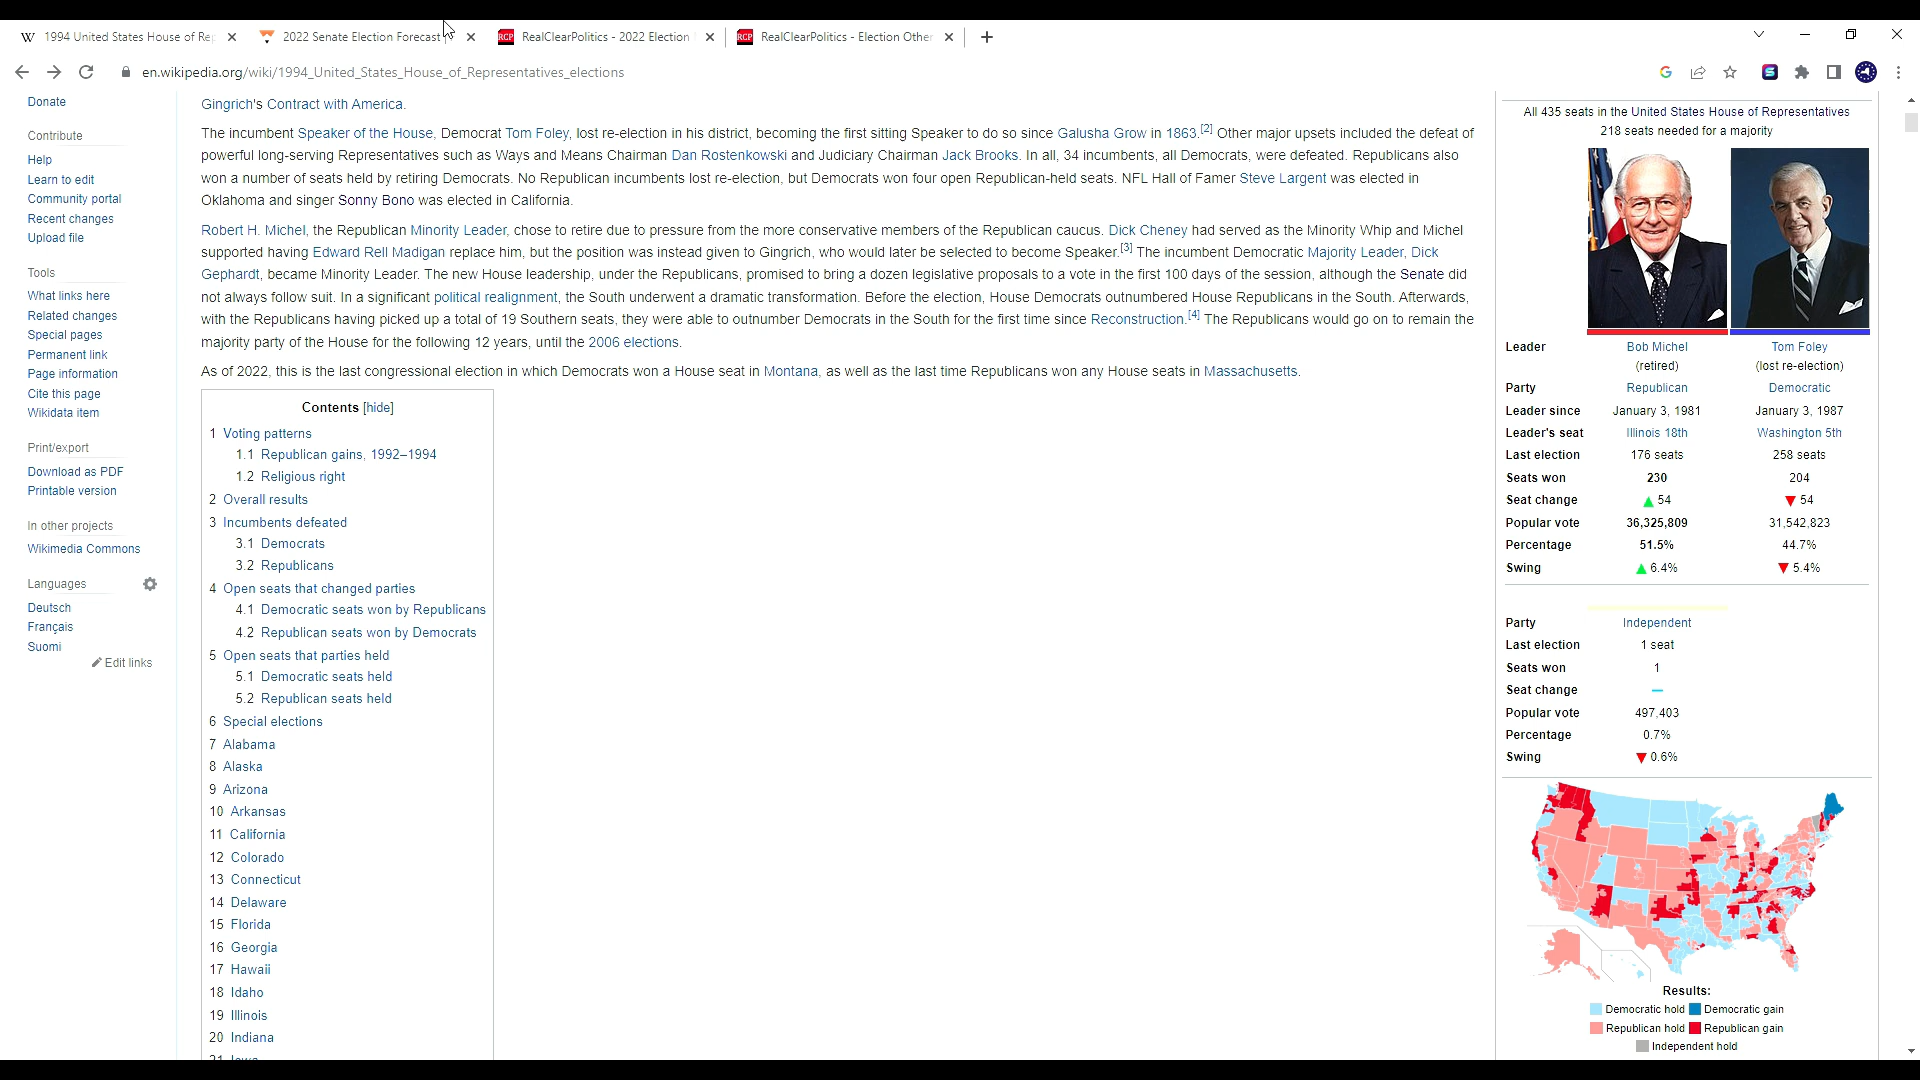 1994 United States House of Re
2022 Senate Election Forecast
RCP RealClearPolitics - 2022 Election
RCP RealClearPolitics - Election Other
en.wikipedia.org/wiki/1994_United_States_House_of_Representatives_elections
Donate
Contribute
Help
Learn to edit
Community portal
Recent changes
Upload file
Tools
What links here
Related changes
Special pages
Permanent link
Page information
Cite this page
Wikidata item
Print/export
Download as PDF
Printable version
In other projects
Wikimedia Commons
Languages
Deutsch
Français
Suomi
Edit links
Gingrich's Contract with America.
The incumbent Speaker of the House, Democrat Tom Foley, lost re-election in his district, becoming the first sitting Speaker to do so since Galusha Grow in 1863.[2] Other major upsets included the defeat of
powerful long-serving Representatives such as Ways and Means Chairman Dan Rostenkowski and Judiciary Chairman Jack Brooks. In all, 34 incumbents, all Democrats, were defeated. Republicans also
won a number of seats held by retiring Democrats. No Republican incumbents lost re-election, but Democrats won four open Republican-held seats. NFL Hall of Famer Steve Largent was elected in
Oklahoma and singer Sonny Bono was elected in California.
Robert H. Michel, the Republican Minority Leader, chose to retire due to pressure from the more conservative members of the Republican caucus. Dick Cheney had served as the Minority Whip and Michel
supported having Edward Rell Madigan replace him, but the position was instead given to Gingrich, who would later be selected to become Speaker.[3] The incumbent Democratic Majority Leader, Dick
Gephardt, became Minority Leader. The new House leadership, under the Republicans, promised to bring a dozen legislative proposals to a vote in the first 100 days of the session, although the Senate did
not always follow suit. In a significant political realignment, the South underwent a dramatic transformation. Before the election, House Democrats outnumbered House Republicans in the South. Afterwards,
with the Republicans having picked up a total of 19 Southern seats, they were able to outnumber Democrats in the South for the first time since Reconstruction.[4] The Republicans would go on to remain the
majority party of the House for the following 12 years, until the 2006 elections.
As of 2022, this is the last congressional election in which Democrats won a House seat in Montana, as well as the last time Republicans won any House seats in Massachusetts.
Contents [hide]
1 Voting patterns
1.1 Republican gains, 1992–1994
1.2 Religious right
2 Overall results
3 Incumbents defeated
3.1 Democrats
3.2 Republicans
4 Open seats that changed parties
4.1 Democratic seats won by Republicans
4.2 Republican seats won by Democrats
5 Open seats that parties held
5.1 Democratic seats held
5.2 Republican seats held
6 Special elections
7 Alabama
8 Alaska
9 Arizona
10 Arkansas
11 California
12 Colorado
13 Connecticut
14 Delaware
15 Florida
16 Georgia
17 Hawaii
18 Idaho
19 Illinois
20 Indiana
21 Iowa
All 435 seats in the United States House of Representatives
218 seats needed for a majority
Leader Bob Michel Tom Foley
(retired) (lost re-election)
Party Republican Democratic
Leader since January 3, 1981 January 3, 1987
Leader's seat Illinois 18th Washington 5th
Last election 176 seats 258 seats
Seats won 230 204
Seat change ▲ 54 ▼ 54
Popular vote 36,325,809 31,542,823
Percentage 51.5% 44.7%
Swing ▲ 6.4% ▼ 5.4%
Party Independent
Last election 1 seat
Seats won 1
Seat change —
Popular vote 497,403
Percentage 0.7%
Swing ▼ 0.6%
Results:
Democratic hold Democratic gain
Republican hold Republican gain
Independent hold